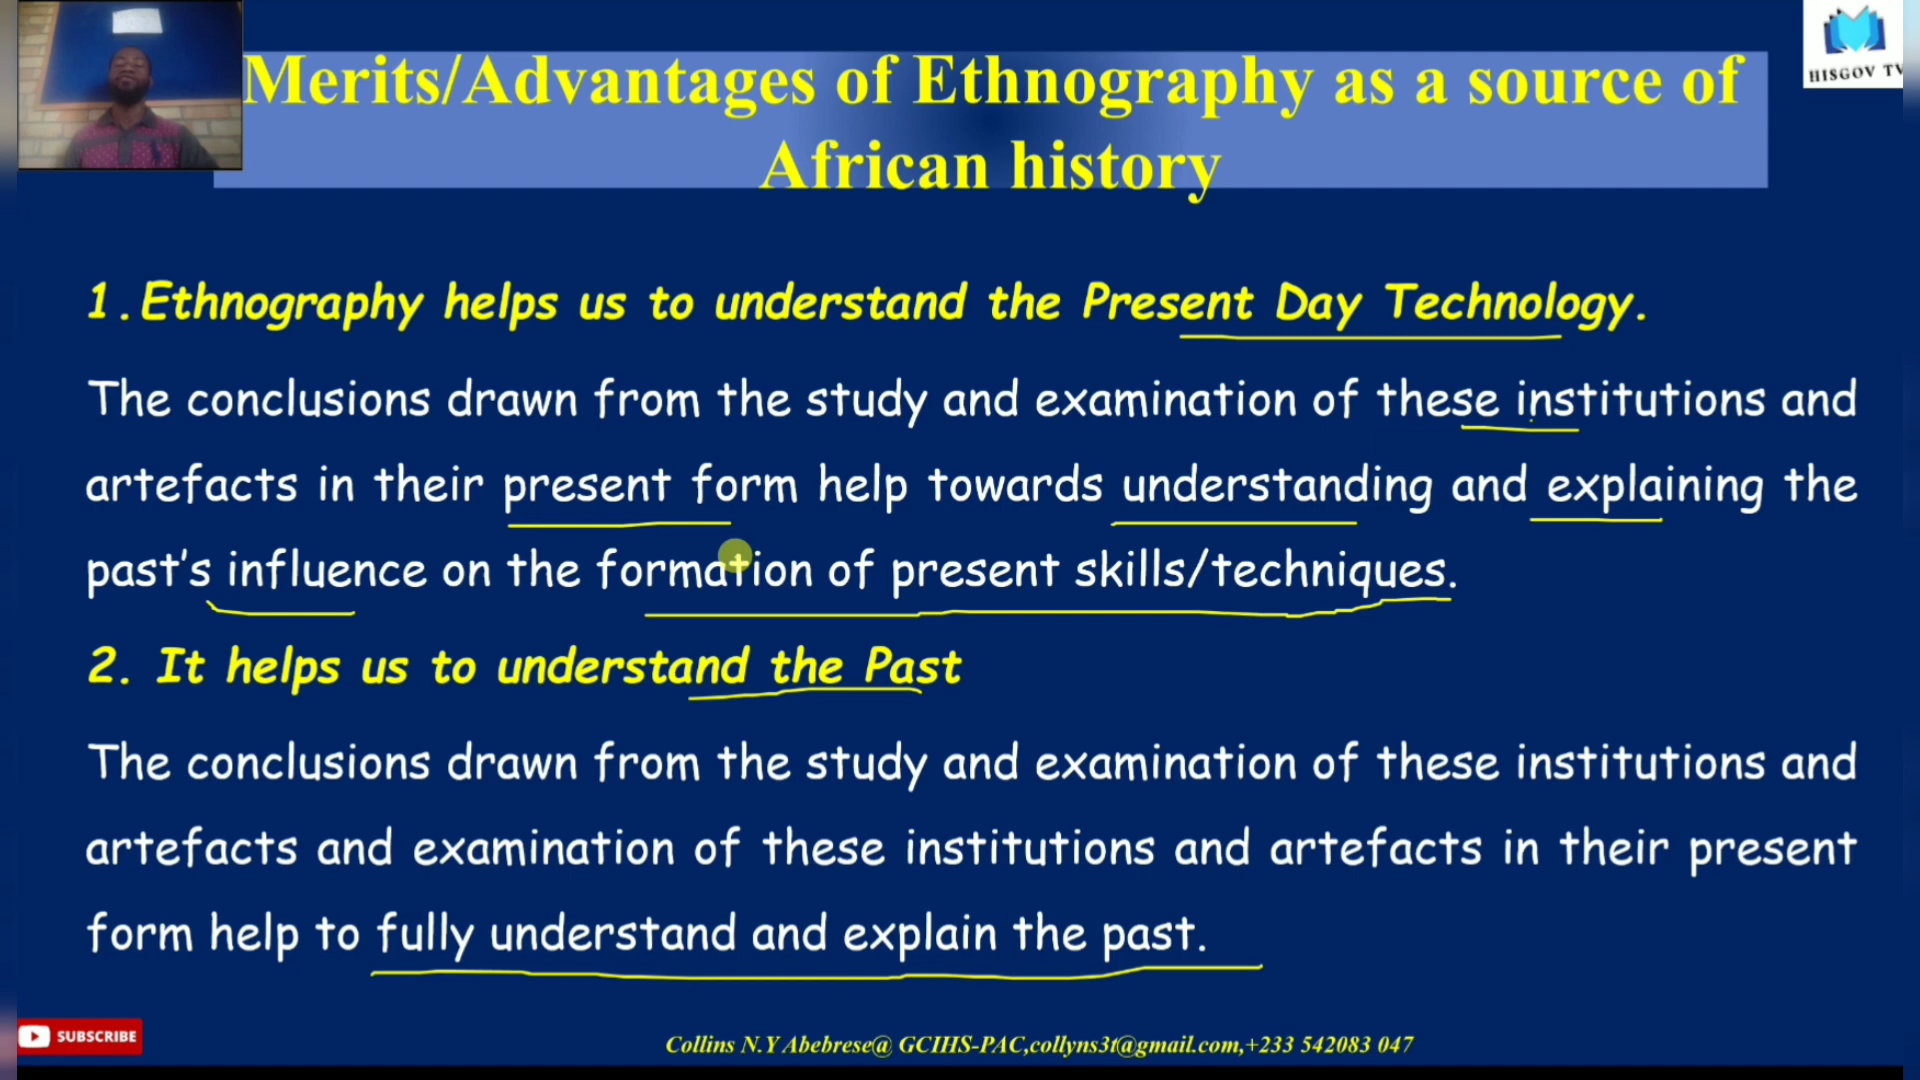 HISGOV TV
Merits/Advantages of Ethnography as a source of
African history
1. Ethnography helps us to understand the Present Day Technology.
The conclusions drawn from the study and examination of these institutions and
artefacts in their present form help towards understanding and explaining the
past's influence on the formation of present skills/techniques.
2. It helps us to understand the Past
The conclusions drawn from the study and examination of these institutions and
artefacts and examination of these institutions and artefacts in their present
form help to fully understand and explain the past.
SUBSCRIBE
Collins N.Y Abebrese@ GCIHS-PAC,collyns3t@gmail.com,+233 542083 047